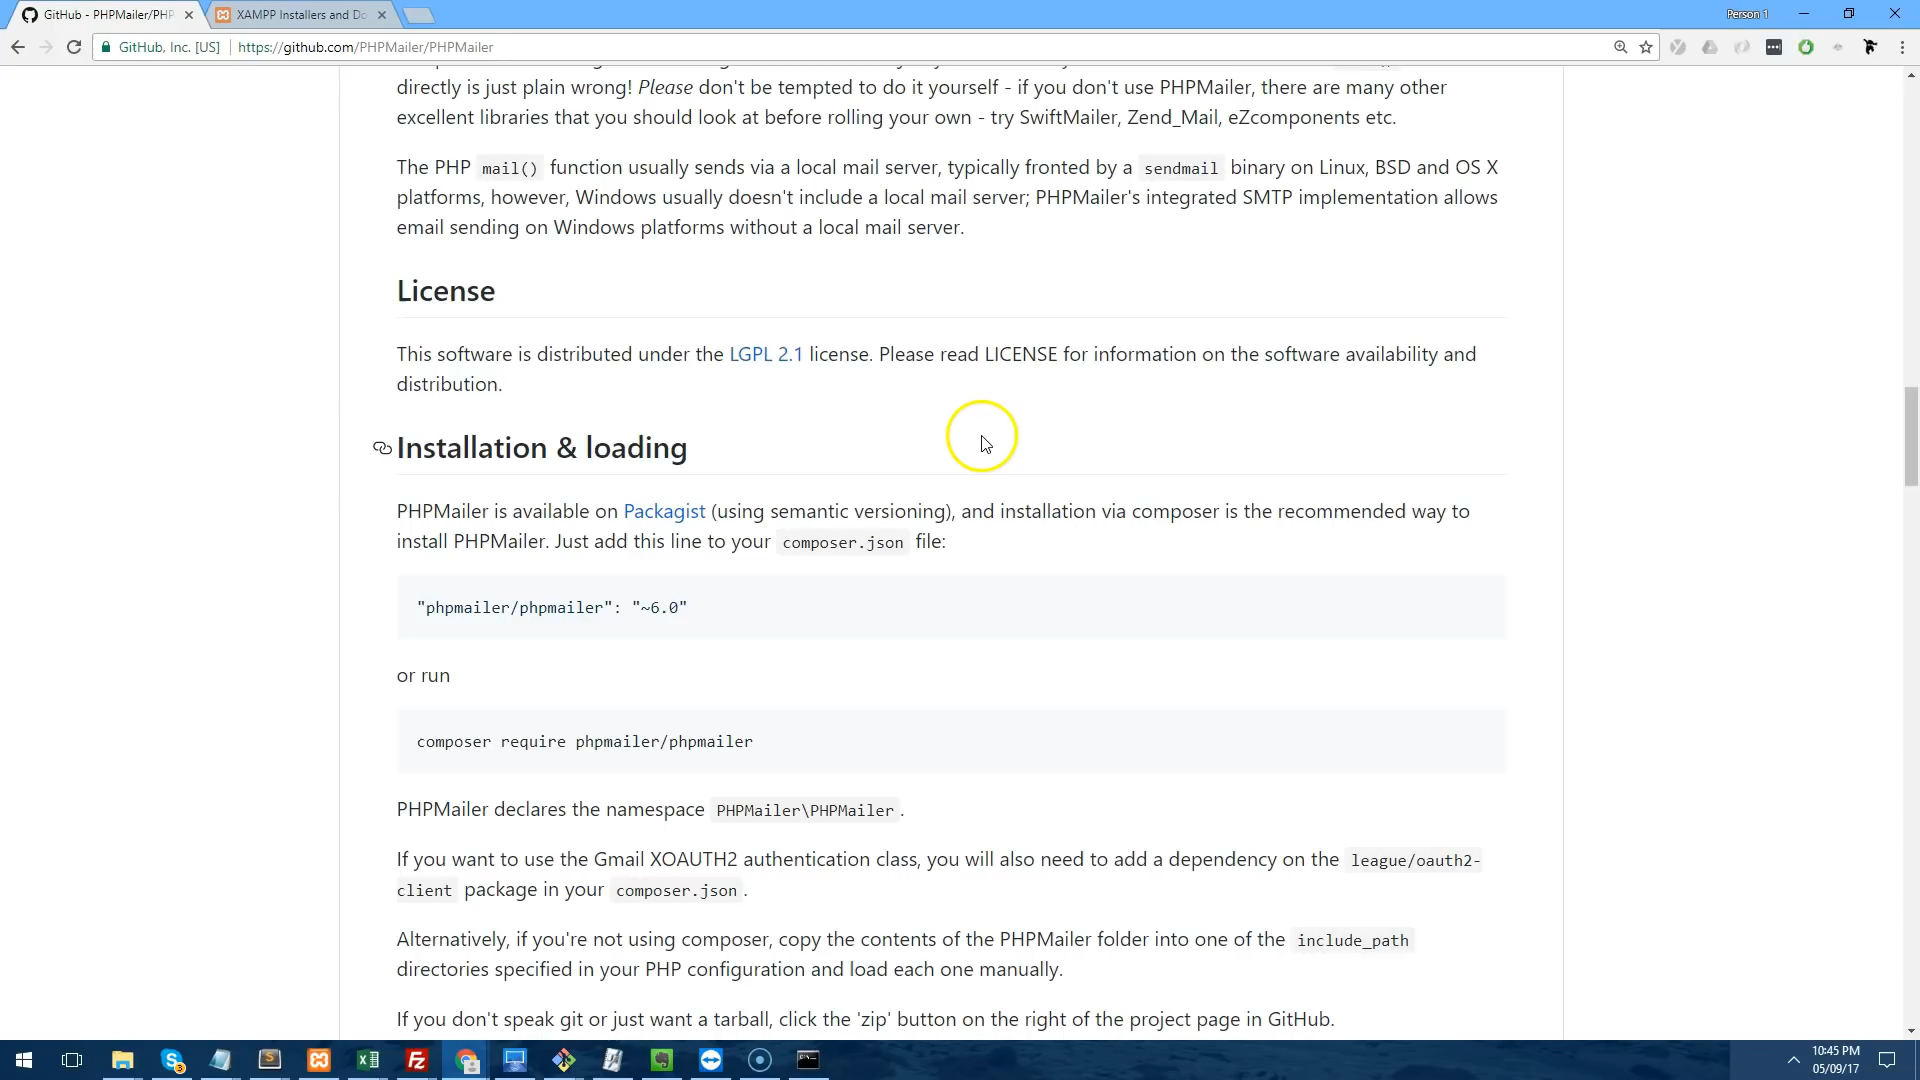 GitHub - PHPMailer/PHP
XAMPP Installers and Do
Person 1
GitHub, Inc. [US]
https://github.com/PHPMailer/PHPMailer
directly is just plain wrong! Please don't be tempted to do it yourself - if you don't use PHPMailer, there are many other
excellent libraries that you should look at before rolling your own - try SwiftMailer, Zend_Mail, eZcomponents etc.
The PHP mail() function usually sends via a local mail server, typically fronted by a sendmail binary on Linux, BSD and OS X
platforms, however, Windows usually doesn't include a local mail server; PHPMailer's integrated SMTP implementation allows
email sending on Windows platforms without a local mail server.
License
This software is distributed under the LGPL 2.1 license. Please read LICENSE for information on the software availability and
distribution.
Installation & loading
PHPMailer is available on Packagist (using semantic versioning), and installation via composer is the recommended way to
install PHPMailer. Just add this line to your composer.json file:
"phpmailer/phpmailer": "~6.0"
or run
composer require phpmailer/phpmailer
PHPMailer declares the namespace PHPMailer\PHPMailer .
If you want to use the Gmail XOAUTH2 authentication class, you will also need to add a dependency on the league/oauth2-
client package in your composer.json .
Alternatively, if you're not using composer, copy the contents of the PHPMailer folder into one of the include_path
directories specified in your PHP configuration and load each one manually.
If you don't speak git or just want a tarball, click the 'zip' button on the right of the project page in GitHub.
3
10:45 PM
05/09/17